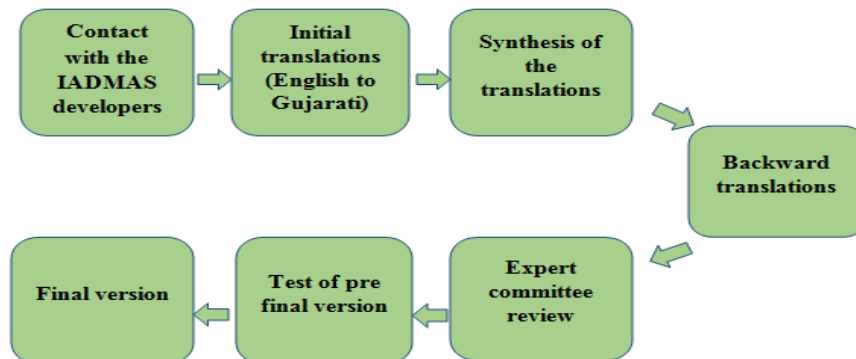 Contact
with the
IADMAS
developers
Initial
translations
(English to
Gujarati)
Synthesis of
the
translations
Backward
translations
Expert
committee
review
Test of pre
final version
Final version